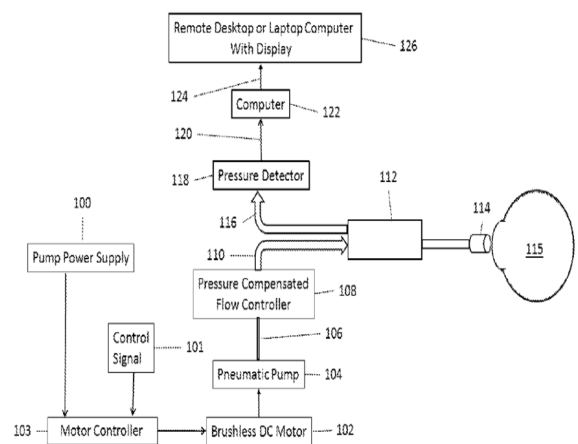 Remote Desktop or Laptop Computer
With Display
126
124
Computer
122
120
118
Pressure Detector
112
114
100
116
115
110
Pump Power Supply
Pressure Compensated
Flow Controller
108
106
Control
Signal
101
Pneumatic Pump
104
103
Motor Controller
Brushless DC Motor
102